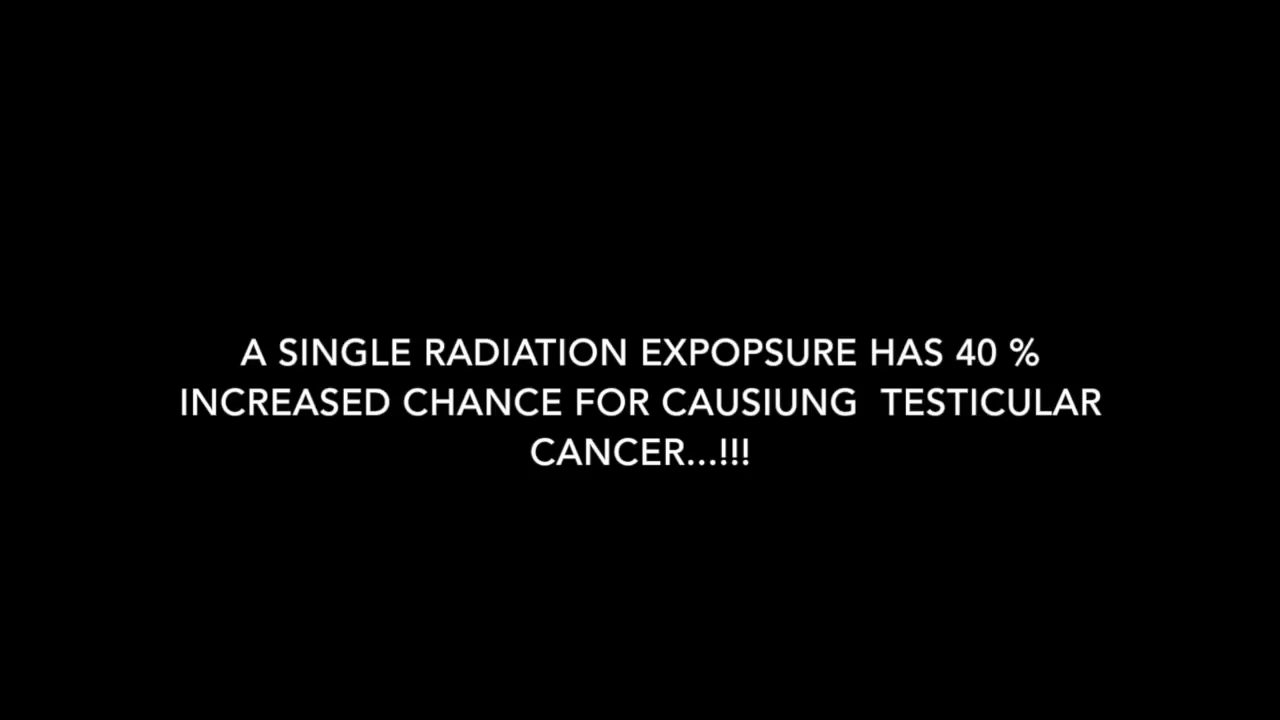 A SINGLE RADIATION EXPOPSURE HAS 40 %
INCREASED CHANCE FOR CAUSIUNG  TESTICULAR
CANCER...!!!